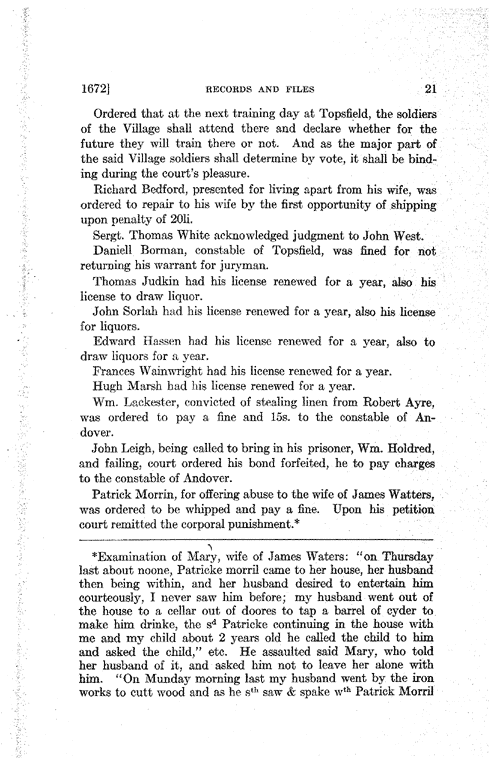 1672] RECORDS AND FILES 21
Ordered that at the next training day at Topsfield, the soldiers
of the Village shall attend there and declare whether for the
future they will train there or not. And as the major part of
the said Village soldiers shall determine by vote, it shall be bind-
ing during the court's pleasure.
Richard Bedford, presented for living apart from his wife, was
ordered to repair to his wife by the first opportunity of shipping
upon penalty of 20li.
Sergt. Thomas White acknowledged judgment to John West.
Daniell Borman, constable of Topsfield, was fined for not
returning his warrant for juryman.
Thomas Judkin had his license renewed for a year, also his
license to draw liquor.
John Sorlah had his license renewed for a year, also his license
for liquors.
Edward Hassen had his license renewed for a year, also to
draw liquors for a year.
Frances Wainwright had his license renewed for a year.
Hugh Marsh had his license renewed for a year.
Wm. Lackester, convicted of stealing linen from Robert Ayre,
was ordered to pay a fine and 15s. to the constable of An-
dover.
John Leigh, being called to bring in his prisoner, Wm. Holdred,
and failing, court ordered his bond forfeited, he to pay charges
to the constable of Andover.
Patrick Morrin, for offering abuse to the wife of James Watters,
was ordered to be whipped and pay a fine. Upon his petition
court remitted the corporal punishment.*
*Examination of Mary, wife of James Waters: "on Thursday
last about noone, Patricke morril came to her house, her husband
then being within, and her husband desired to entertain him
courteously, I never saw him before; my husband went out of
the house to a cellar out of doores to tap a barrel of cyder to
make him drinke, the sd Patricke continuing in the house with
me and my child about 2 years old he called the child to him
and asked the child," etc. He assaulted said Mary, who told
her husband of it, and asked him not to leave her alone with
him. "On Munday morning last my husband went by the iron
works to cutt wood and as he sth saw & spake wth Patrick Morril